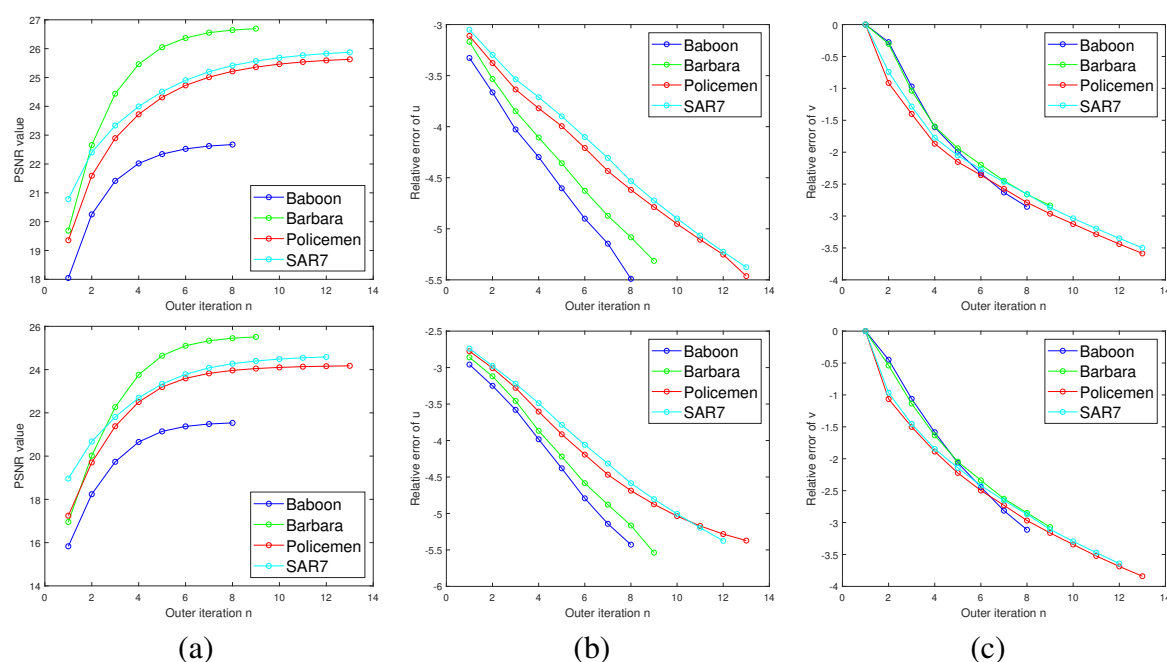 27
26
25
24
23
22
21
20
19
18
PSNR value
0 2 4 6 8 10 12 14
Outer iteration n
Baboon
Barbara
Policemen
SAR7
-3
-3.5
-4
-4.5
-5
-5.5
Relative error of u
0 2 4 6 8 10 12 14
Outer iteration n
Baboon
Barbara
Policemen
SAR7
0
-0.5
-1
-1.5
-2
-2.5
-3
-3.5
-4
Relative error of v
0 2 4 6 8 10 12 14
Outer iteration n
Baboon
Barbara
Policemen
SAR7
26
24
22
20
18
16
14
PSNR value
0 2 4 6 8 10 12 14
Outer iteration n
Baboon
Barbara
Policemen
SAR7
-2.5
-3
-3.5
-4
-4.5
-5
-5.5
-6
Relative error of u
0 2 4 6 8 10 12 14
Outer iteration n
Baboon
Barbara
Policemen
SAR7
0
-0.5
-1
-1.5
-2
-2.5
-3
-3.5
-4
Relative error of v
0 2 4 6 8 10 12 14
Outer iteration n
Baboon
Barbara
Policemen
SAR7
(a) (b) (c)